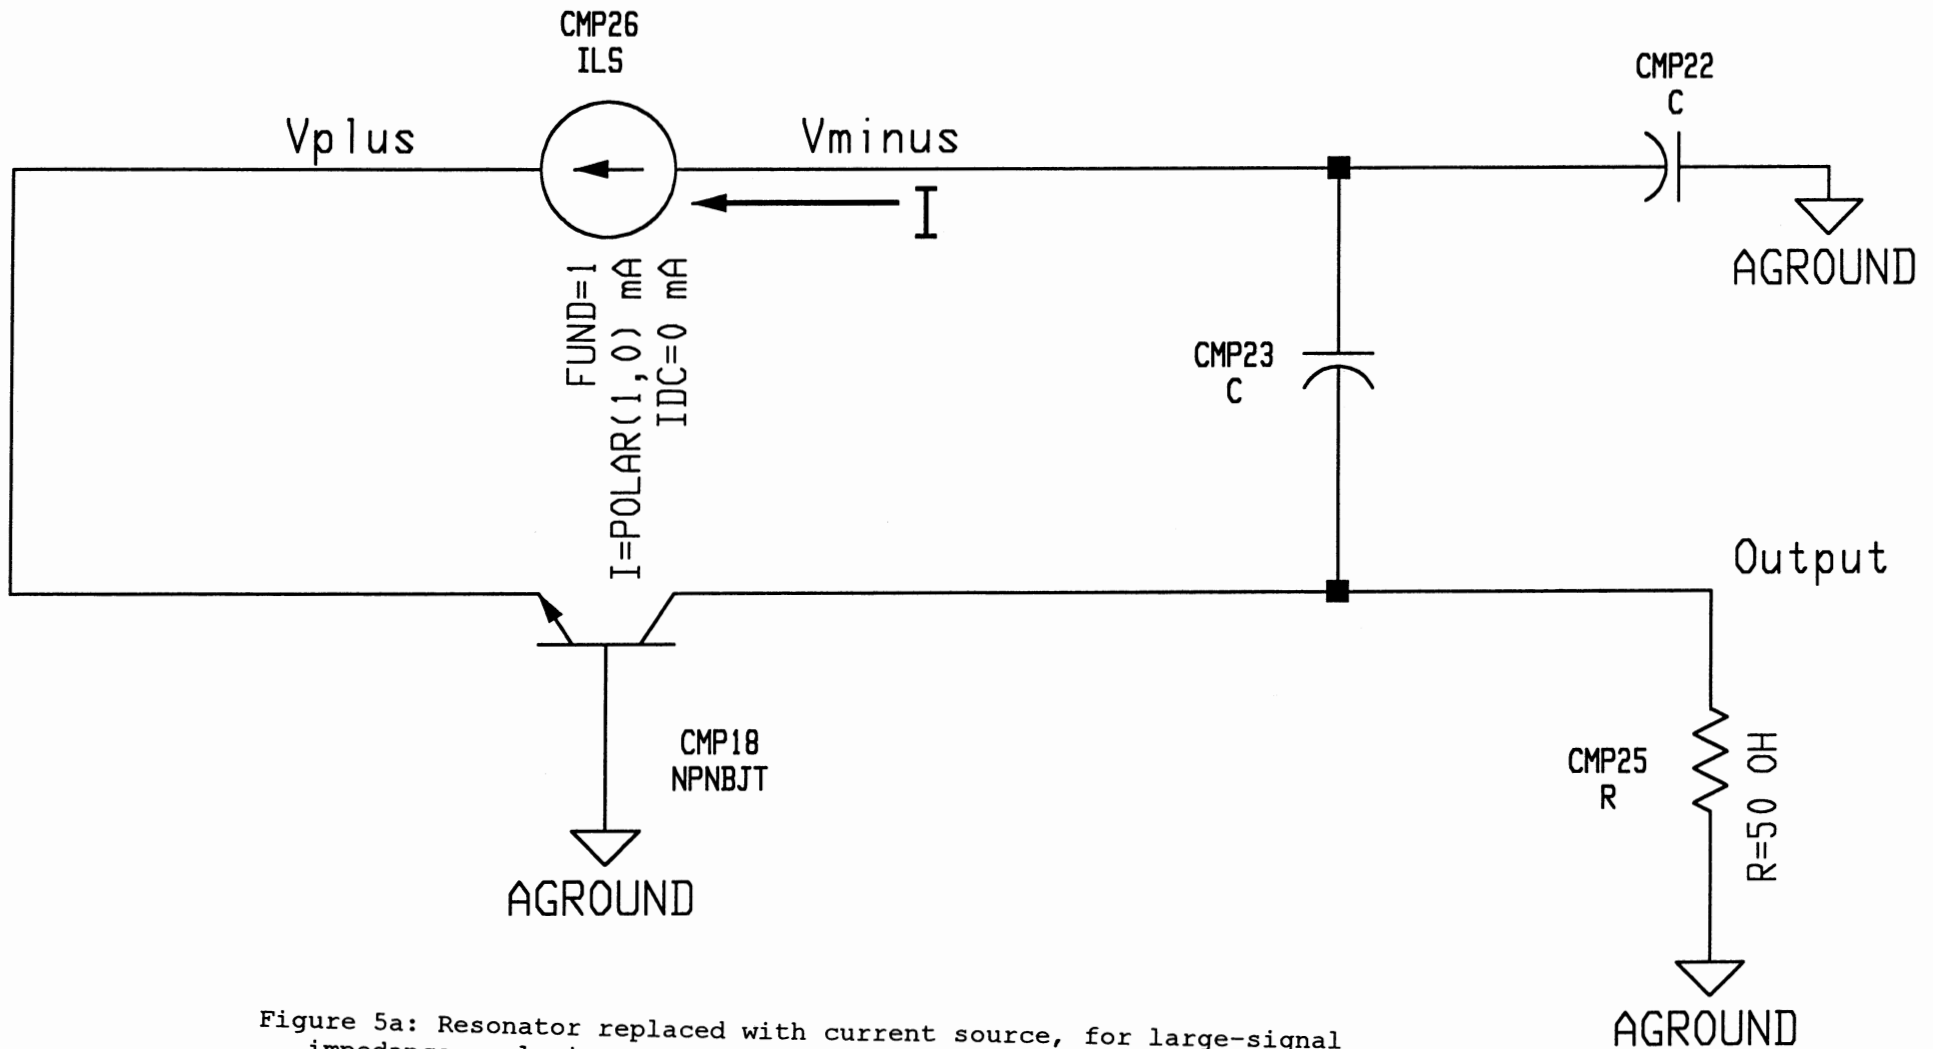 CMP26
ILS
CMP22
C
Vplus
Vminus
I
AGROUND
FUND=1
I=POLAR(1,0) mA
IDC=0 mA
CMP23
C
Output
CMP18
NPNBJT
CMP25
R
R=50 OH
AGROUND
AGROUND
Figure 5a: Resonator replaced with current source, for large-signal